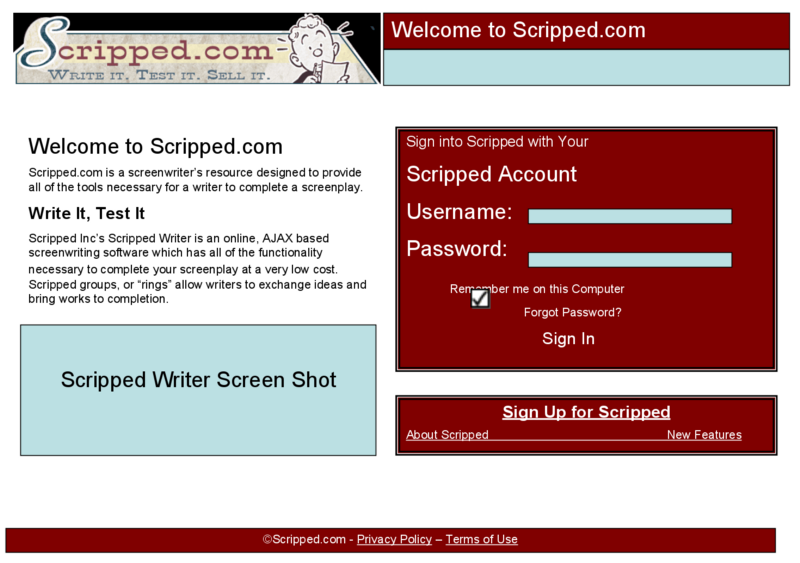 Scripped.com
Write it. Test it. Sell it.
Welcome to Scripped.com
Welcome to Scripped.com
Scripped.com is a screenwriter's resource designed to provide
all of the tools necessary for a writer to complete a screenplay.
Write It, Test It
Scripped Inc's Scripped Writer is an online, AJAX based
screenwriting software which has all of the functionality
necessary to complete your screenplay at a very low cost.
Scripped groups, or “rings” allow writers to exchange ideas and
bring works to completion.
Scripped Writer Screen Shot
Sign into Scripped with Your
Scripped Account
Username:
Password:
Remember me on this Computer
Forgot Password?
Sign In
Sign Up for Scripped
About Scripped New Features
©Scripped.com - Privacy Policy – Terms of Use